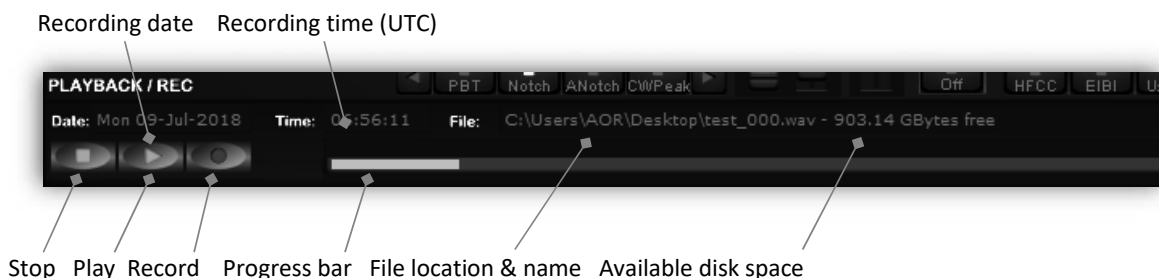 Recording date Recording time (UTC)
PLAYBACK / REC PBT Notch ANotch CWPeak Off HFCC EIBI
Date: Mon 09-Jul-2018 Time: 06:56:11 File: C:\Users\AOR\Desktop\test_000.wav - 903.14 GBytes free
Stop Play Record Progress bar File location & name Available disk space